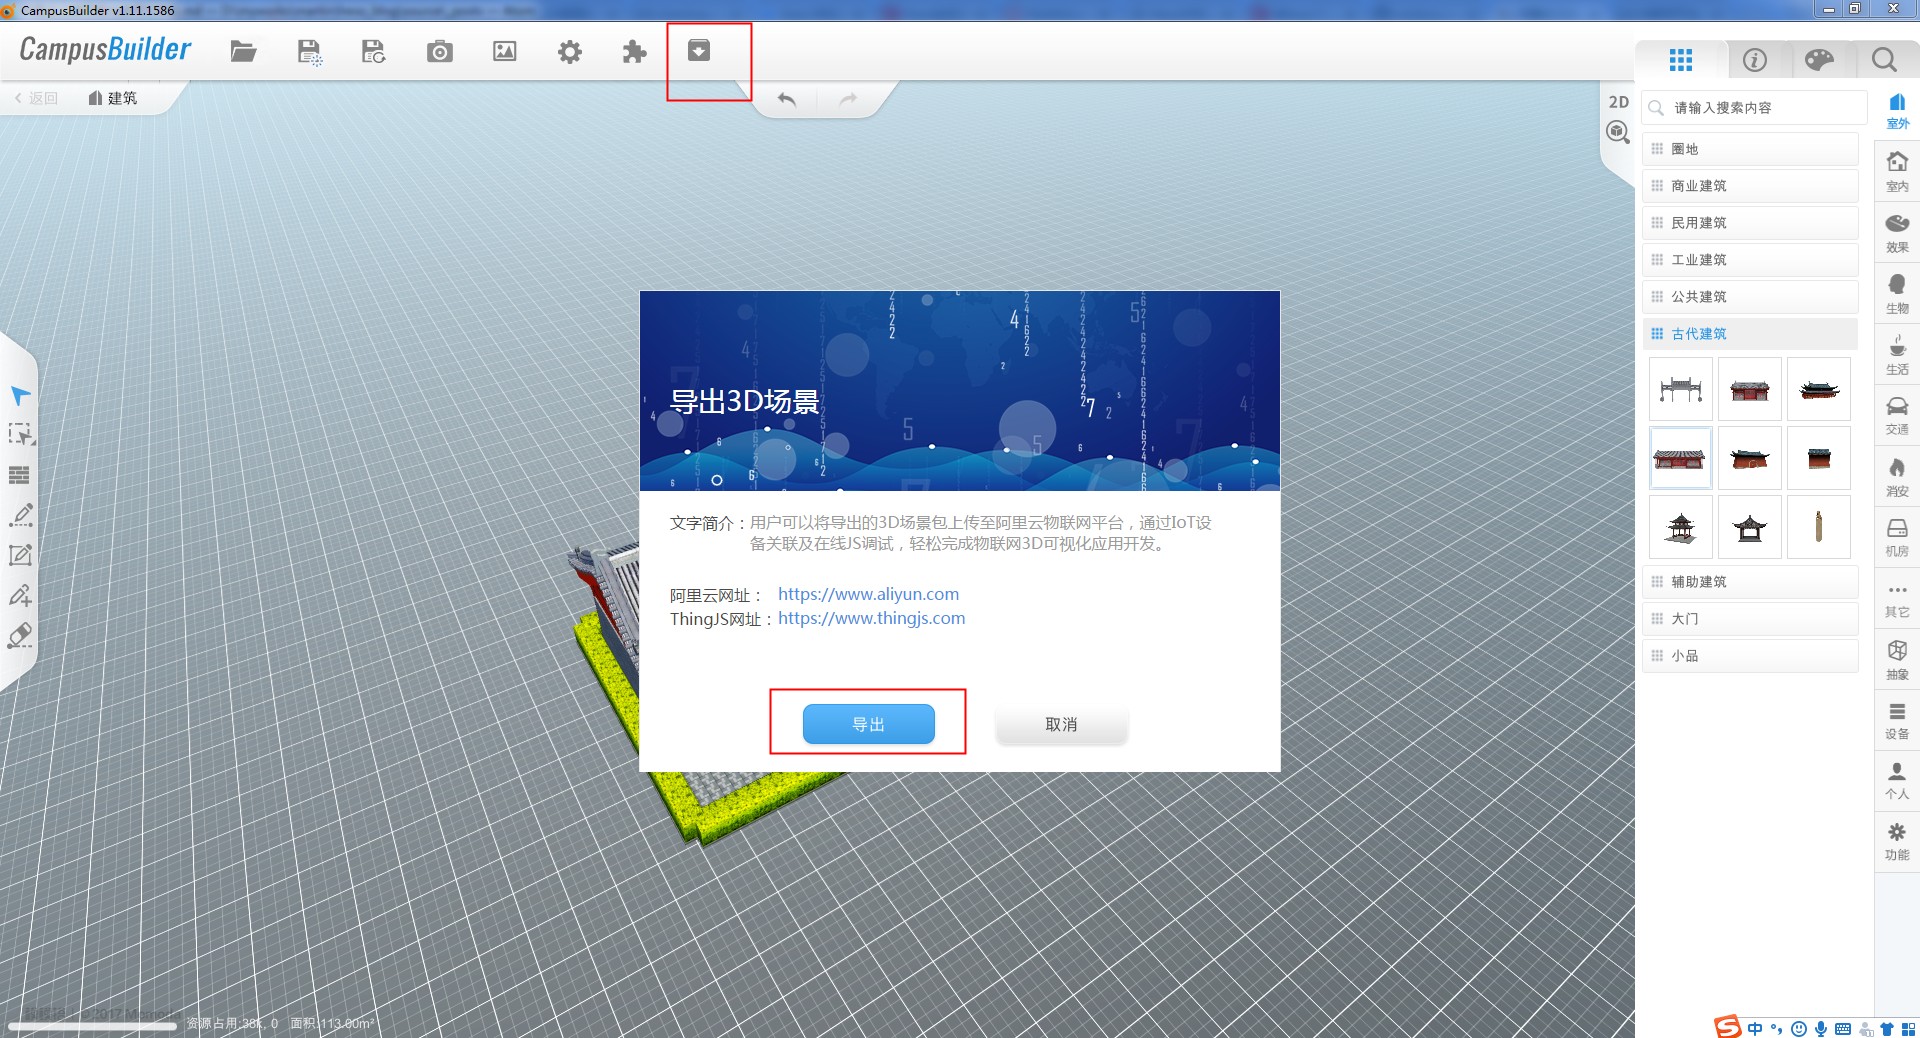 CampusBuilder v1.11.1586
CampusBuilder
返回
建筑
2D
请输入搜索内容
圈地
商业建筑
民用建筑
工业建筑
公共建筑
古代建筑
辅助建筑
大门
小品
室外
室内
效果
生物
生活
交通
消安
机房
其它
抽象
设备
个人
功能
导出3D场景
文字简介：用户可以将导出的3D场景包上传至阿里云物联网平台，通过IoT设
备关联及在线JS调试，轻松完成物联网3D可视化应用开发。
阿里云网址： https://www.aliyun.com
ThingJS网址：https://www.thingjs.com
导出
取消
资源占用:38k, 0 面积:113.00m²
中